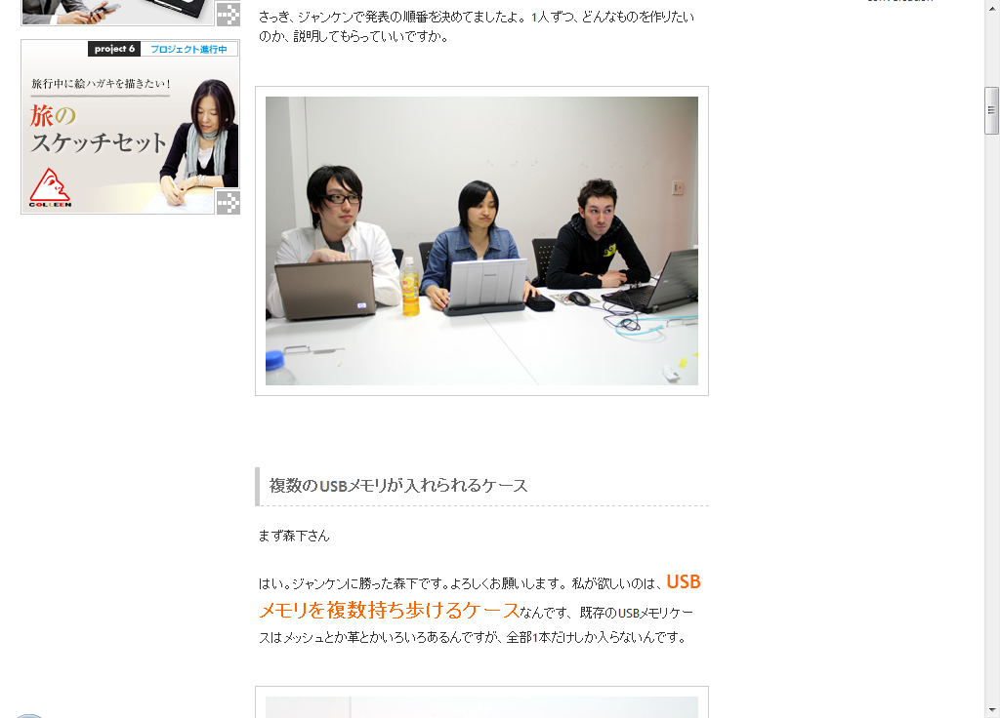 さっき、ジャンケンで発表の順番を決めてましたよ。1人ずつ、どんなものを作りたい
のか、説明してもらっていいですか。
project 6 プロジェクト進行中
旅行中に絵ハガキを描きたい!
旅の
スケッチセット
COLLEEN
複数のUSBメモリが入れられるケース
まず森下さん
はい。ジャンケンに勝った森下です。よろしくお願いします。私が欲しいのは、USB
メモリを複数持ち歩けるケースなんです、既存のUSBメモリケー
スはメッシュとか革とかいろいろあるんですが、全部1本だけしか入らないんです。